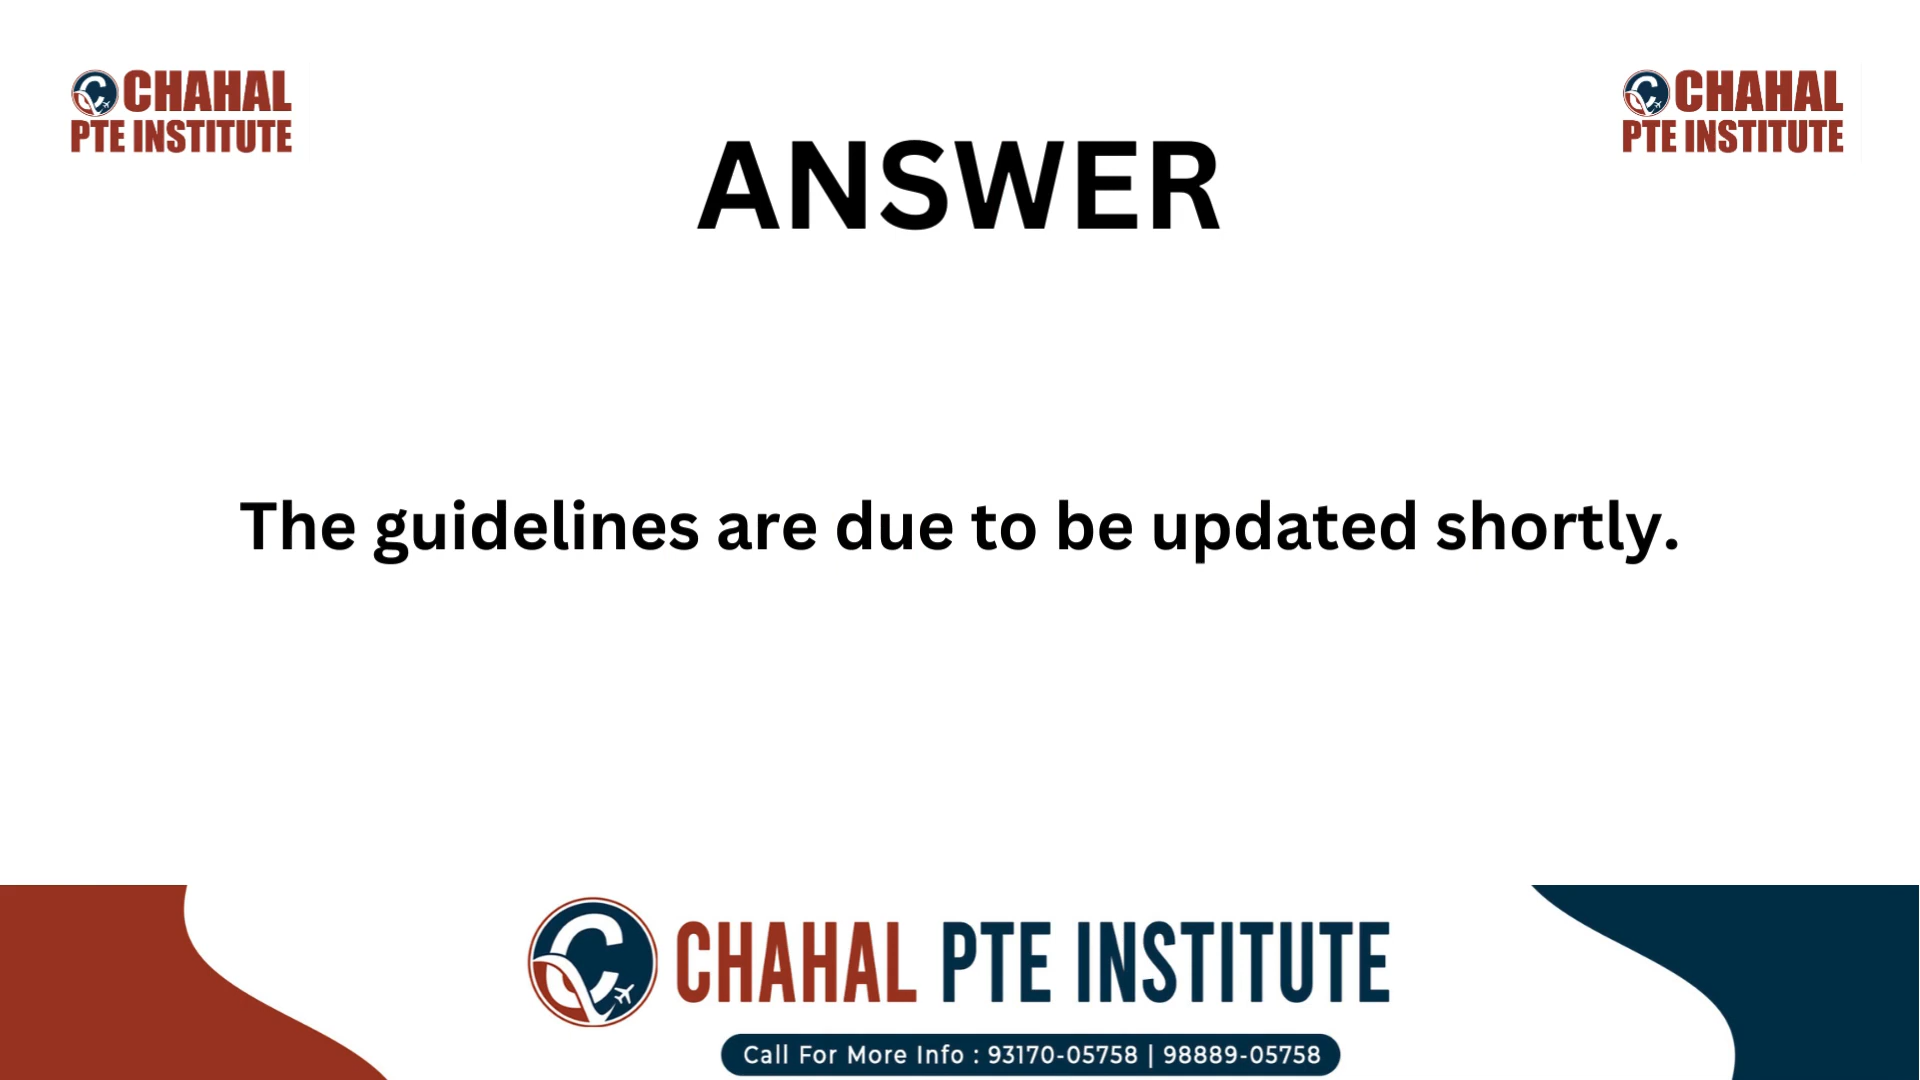 CHAHAL
PTE INSTITUTE
CHAHAL
PTE INSTITUTE
ANSWER
The guidelines are due to be updated shortly.
CHAHAL PTE INSTITUTE
Call For More Info : 93170-05758 | 98889-05758